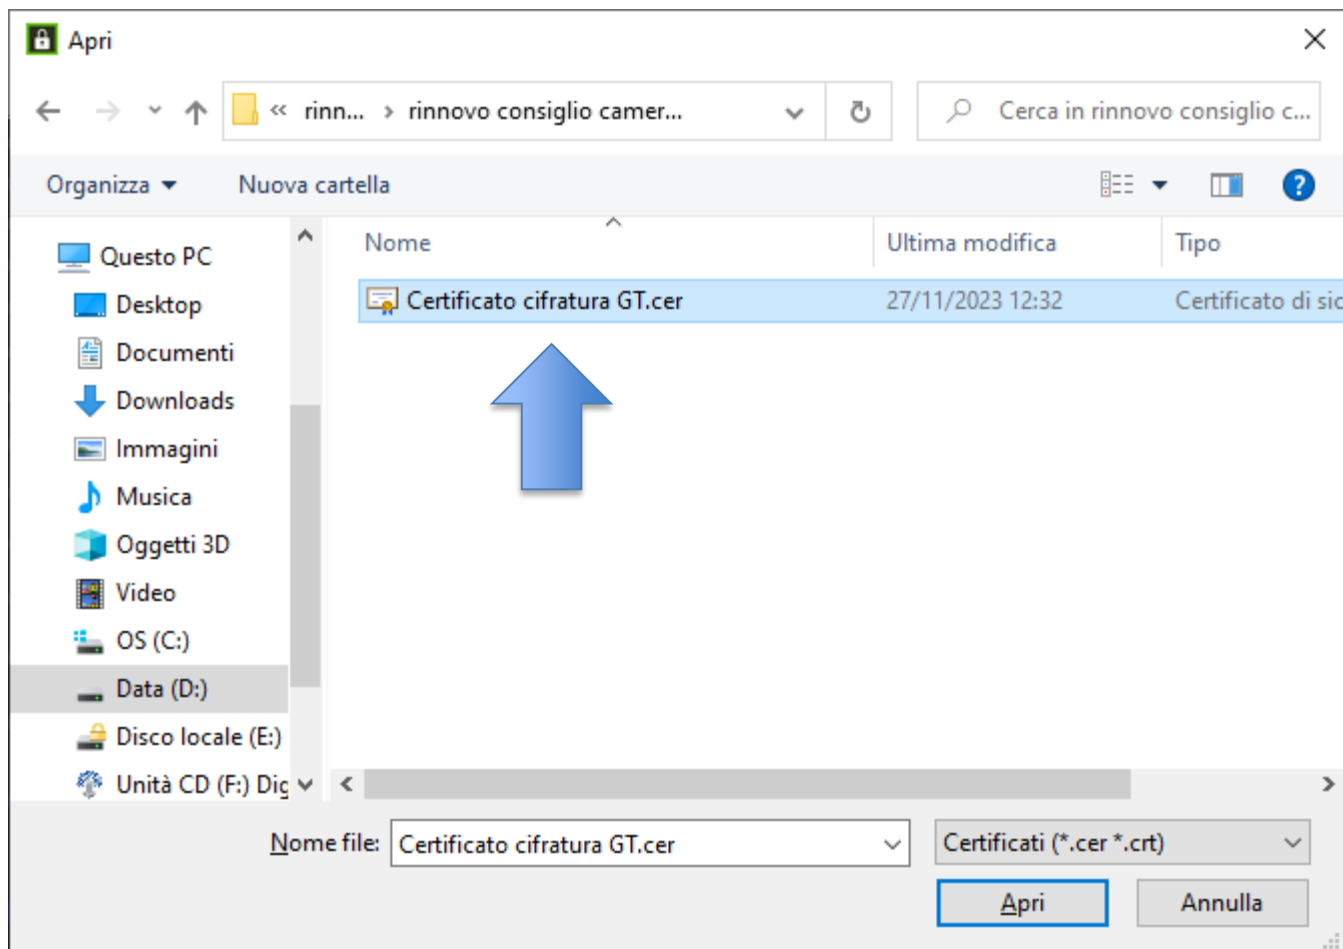 Apri
« rinn... › rinnovo consiglio camer...
Cerca in rinnovo consiglio c...
Organizza
Nuova cartella
Nome
Ultima modifica
Tipo
Certificato cifratura GT.cer
27/11/2023 12:32
Certificato di sic
Questo PC
Desktop
Documenti
Downloads
Immagini
Musica
Oggetti 3D
Video
OS (C:)
Data (D:)
Disco locale (E:)
Unità CD (F:) Dig
Nome file:
Certificato cifratura GT.cer
Certificati (*.cer *.crt)
Apri
Annulla